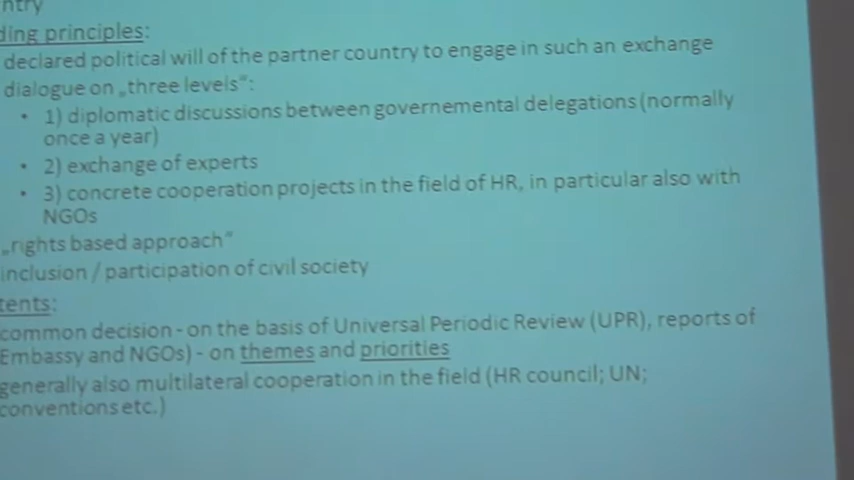 ntry
ding principles:
declared political will of the partner country to engage in such an exchange
dialogue on „three levels“:
• 1) diplomatic discussions between governemental delegations (normally
once a year)
• 2) exchange of experts
• 3) concrete cooperation projects in the field of HR, in particular also with
NGOs
„rights based approach“
inclusion / participation of civil society
tents:
common decision - on the basis of Universal Periodic Review (UPR), reports of
Embassy and NGOs) - on themes and priorities
generally also multilateral cooperation in the field (HR council; UN;
conventions etc.)